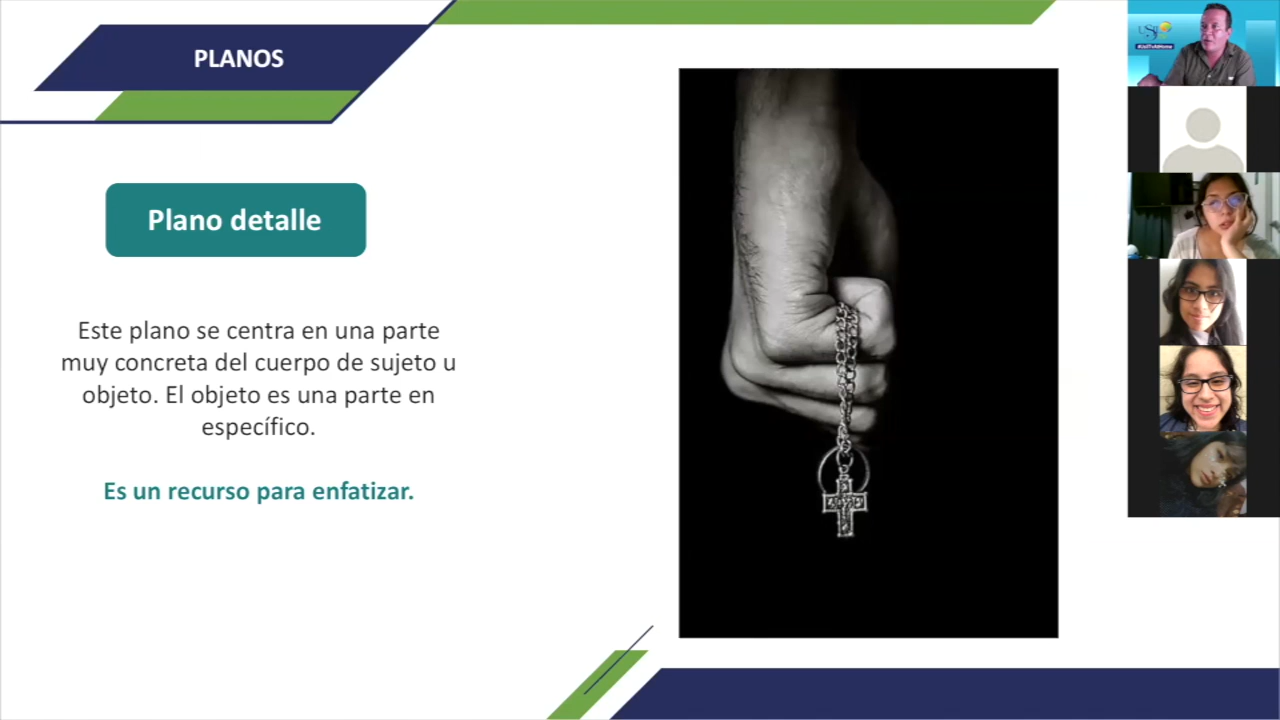 PLANOS
Plano detalle
Este plano se centra en una parte
muy concreta del cuerpo de sujeto u
objeto. El objeto es una parte en
específico.
Es un recurso para enfatizar.